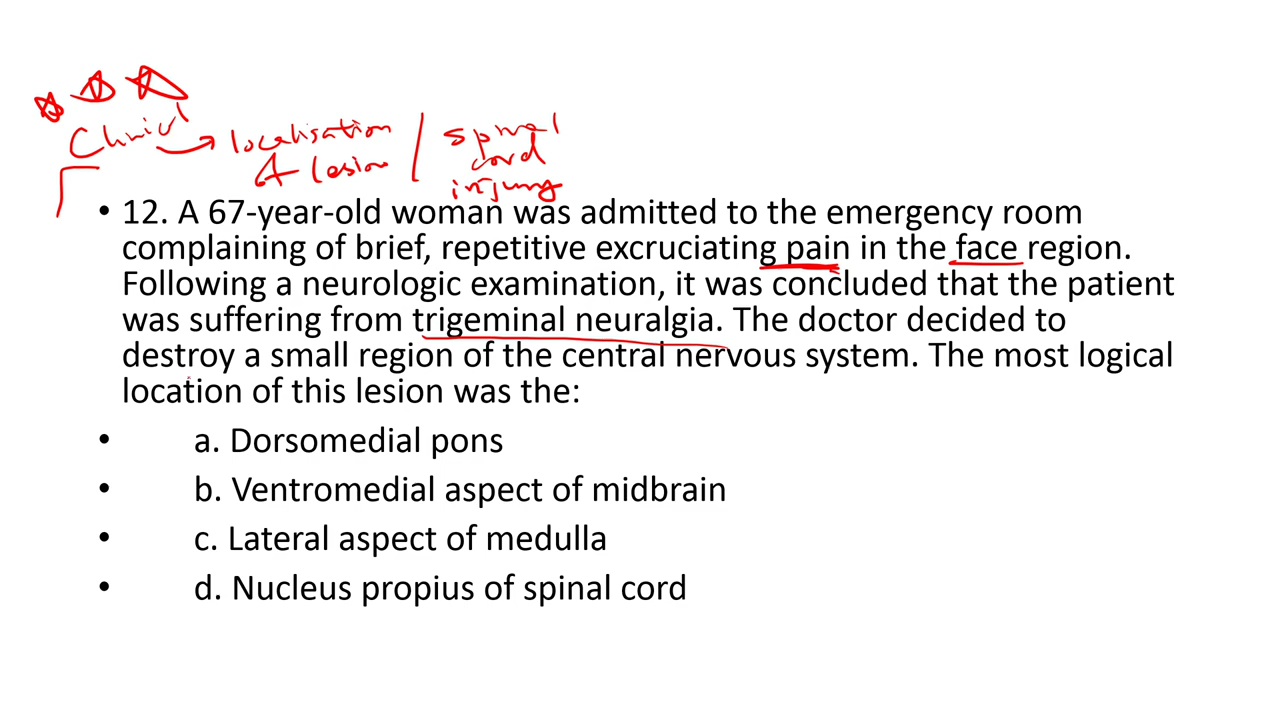 Clinical → localisation / spinal
of lesion cord
injury
• 12. A 67-year-old woman was admitted to the emergency room
complaining of brief, repetitive excruciating pain in the face region.
Following a neurologic examination, it was concluded that the patient
was suffering from trigeminal neuralgia. The doctor decided to
destroy a small region of the central nervous system. The most logical
location of this lesion was the:
• a. Dorsomedial pons
• b. Ventromedial aspect of midbrain
• c. Lateral aspect of medulla
• d. Nucleus propius of spinal cord